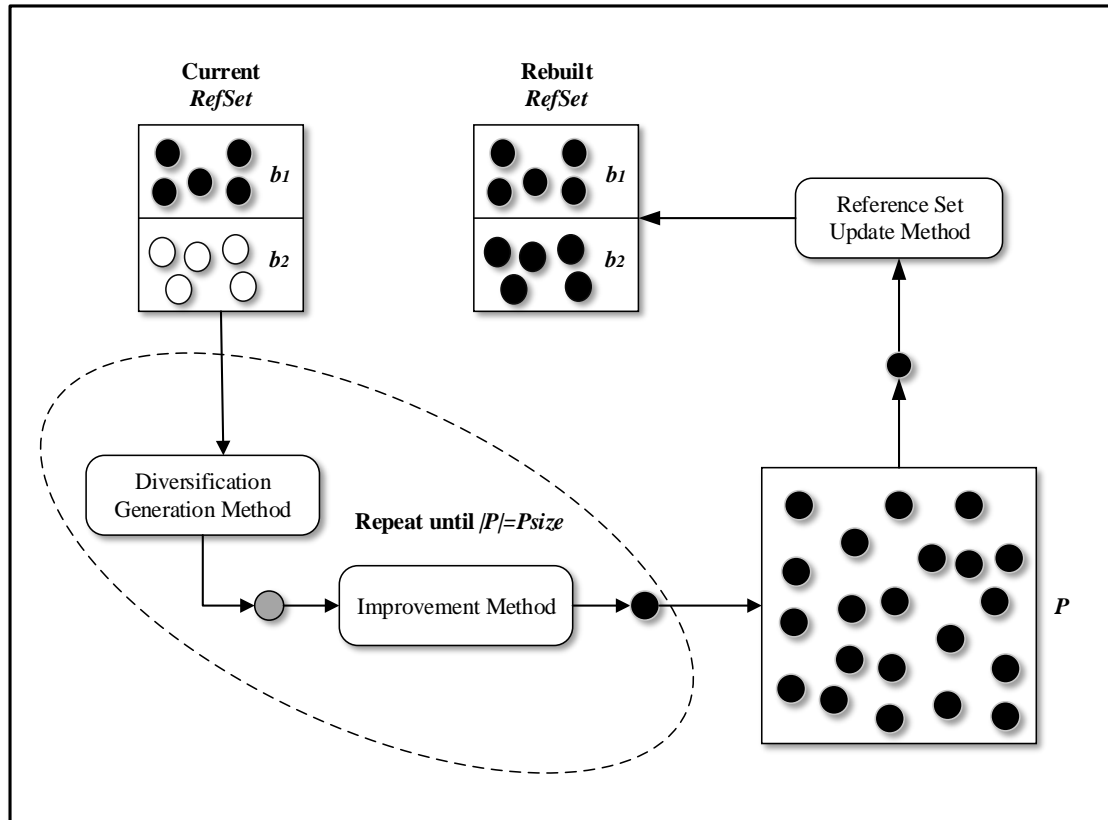 Current
RefSet
b1
b2
Rebuilt
RefSet
b1
b2
Reference Set
Update Method
Diversification
Generation Method
Repeat until |P|=Psize
Improvement Method
P